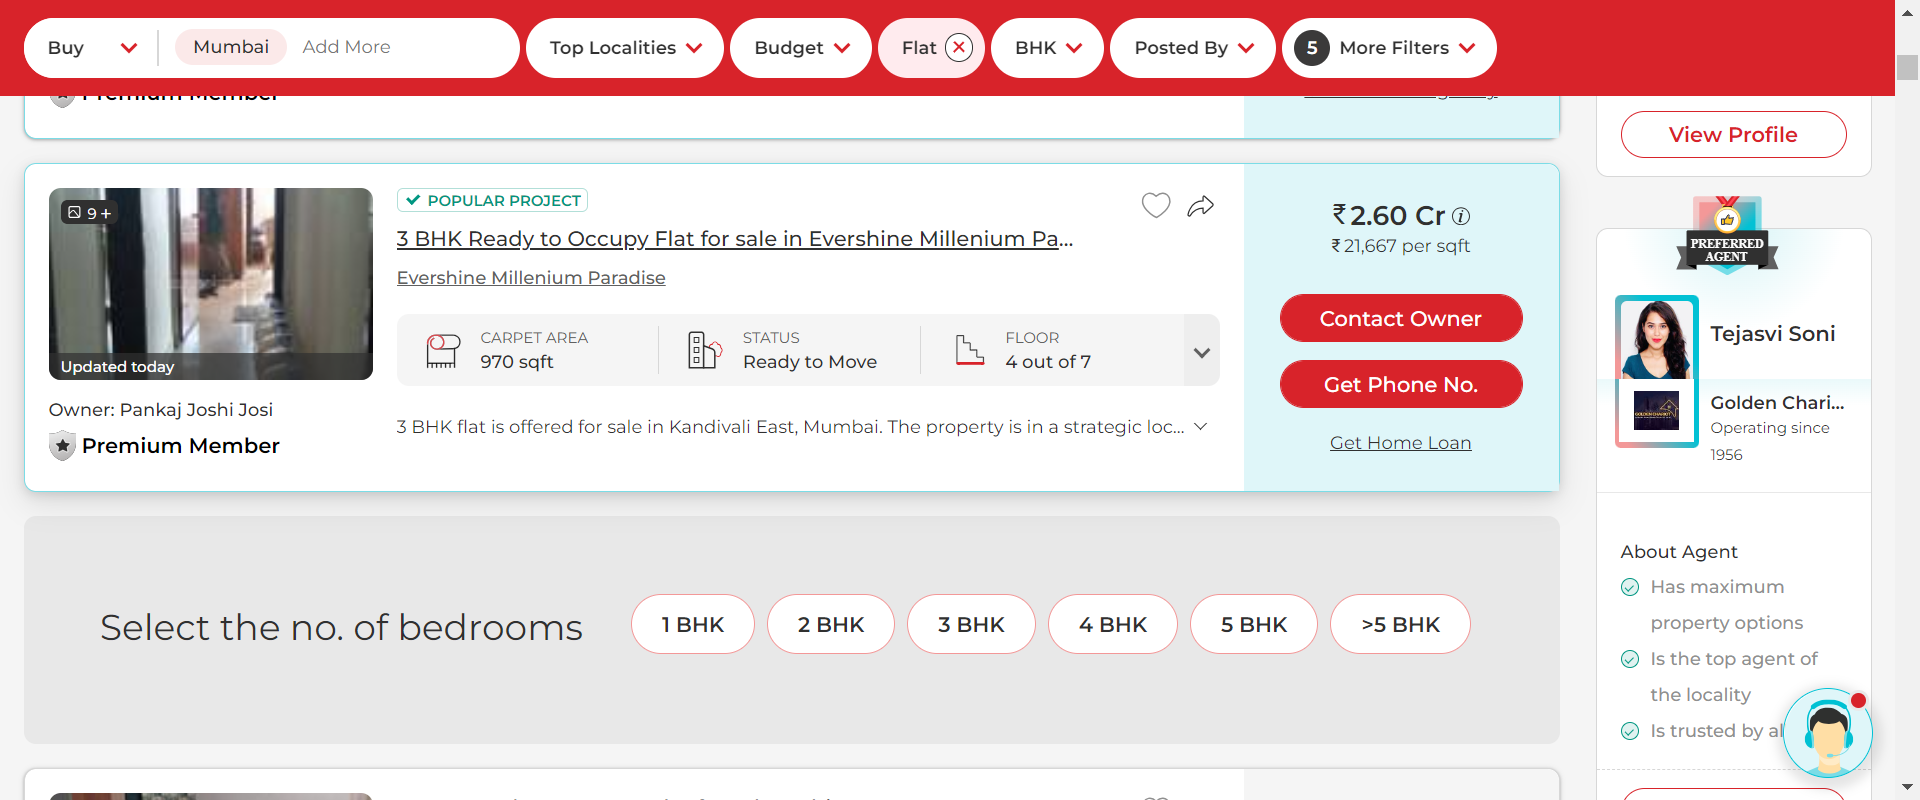 Buy
Mumbai
Add More
Top Localities
Budget
Flat
BHK
Posted By
5 More Filters
Premium Member
View Profile
9+
Updated today
Owner: Pankaj Joshi Josi
Premium Member
POPULAR PROJECT
3 BHK Ready to Occupy Flat for sale in Evershine Millenium Pa...
Evershine Millenium Paradise
CARPET AREA
970 sqft
STATUS
Ready to Move
FLOOR
4 out of 7
3 BHK flat is offered for sale in Kandivali East, Mumbai. The property is in a strategic loc...
₹2.60 Cr
₹21,667 per sqft
Contact Owner
Get Phone No.
Get Home Loan
PREFERRED
AGENT
Tejasvi Soni
GOLDEN CHARIOT
Golden Chari...
Operating since
1956
About Agent
Has maximum
property options
Is the top agent of
the locality
Is trusted by al
Select the no. of bedrooms
1 BHK
2 BHK
3 BHK
4 BHK
5 BHK
>5 BHK